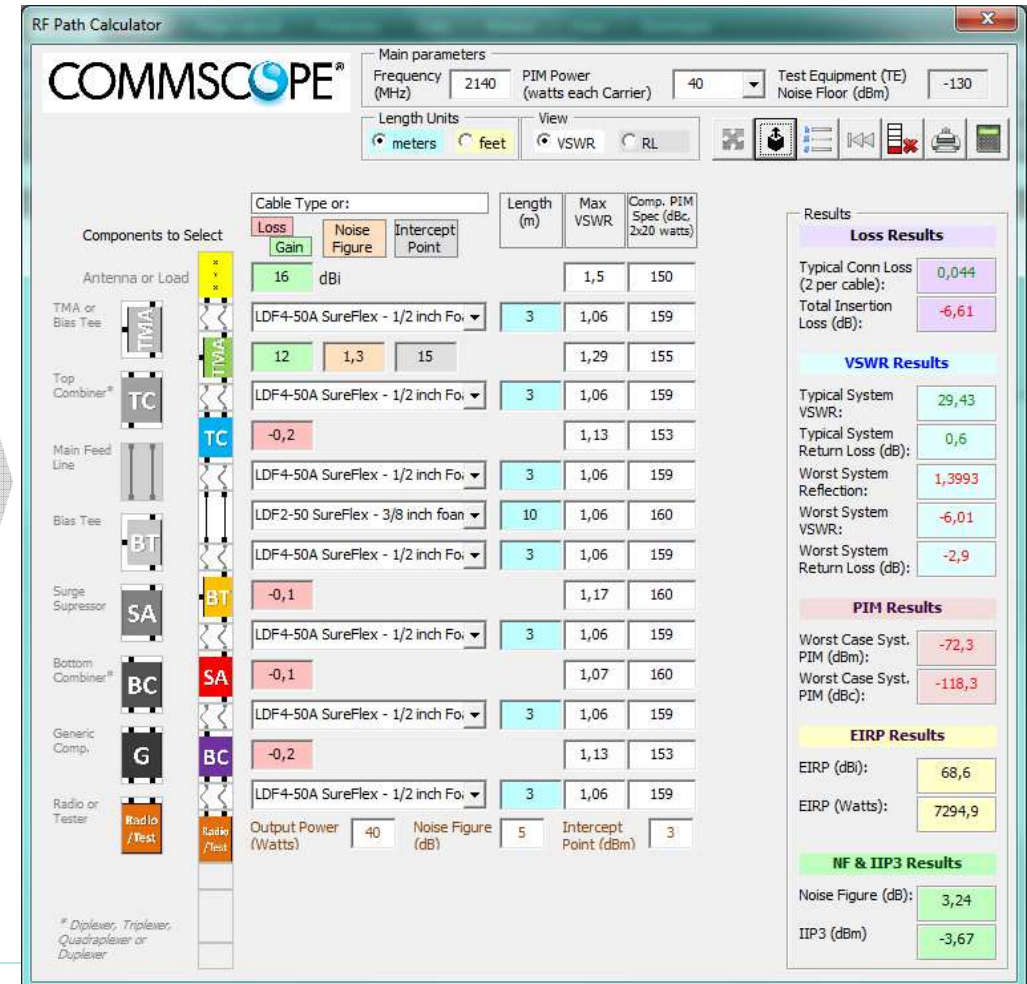 RF Path Calculator
COMMSCOPE®
Main parameters
Frequency (MHz) 2140 PIM Power (watts each Carrier) 40 Test Equipment (TE) Noise Floor (dBm) -130
Length Units
meters feet
View
VSWR RL
Components to Select
Cable Type or:
Loss
Gain
Noise Figure
Intercept Point
Length (m)
Max VSWR
Comp. PIM Spec (dBc, 2x20 watts)
Antenna or Load 16 dBi 1,5 150
TMA or Bias Tee
TMA
LDF4-50A SureFlex - 1/2 inch Foa 3 1,06 159
TMA 12 1,3 15 1,29 155
Top Combiner*
TC
LDF4-50A SureFlex - 1/2 inch Foa 3 1,06 159
TC -0,2 1,13 153
Main Feed Line
LDF4-50A SureFlex - 1/2 inch Foa 3 1,06 159
LDF2-50 SureFlex - 3/8 inch foam 10 1,06 160
Bias Tee
BT
LDF4-50A SureFlex - 1/2 inch Foa 3 1,06 159
BT -0,1 1,17 160
Surge Supressor
SA
LDF4-50A SureFlex - 1/2 inch Foa 3 1,06 159
SA -0,1 1,07 160
Bottom Combiner*
BC
LDF4-50A SureFlex - 1/2 inch Foa 3 1,06 159
BC -0,2 1,13 153
Generic Comp.
G
LDF4-50A SureFlex - 1/2 inch Foa 3 1,06 159
Radio or Tester
Radio /Test
Radio /Test
Output Power (Watts) 40 Noise Figure (dB) 5 Intercept Point (dBm) 3
* Diplexer, Triplexer, Quadraplexer or Duplexer
Results
Loss Results
Typical Conn Loss (2 per cable): 0,044
Total Insertion Loss (dB): -6,61
VSWR Results
Typical System VSWR: 29,43
Typical System Return Loss (dB): 0,6
Worst System Reflection: 1,3993
Worst System VSWR: -6,01
Worst System Return Loss (dB): -2,9
PIM Results
Worst Case Syst. PIM (dBm): -72,3
Worst Case Syst. PIM (dBc): -118,3
EIRP Results
EIRP (dBi): 68,6
EIRP (Watts): 7294,9
NF & IIP3 Results
Noise Figure (dB): 3,24
IIP3 (dBm) -3,67